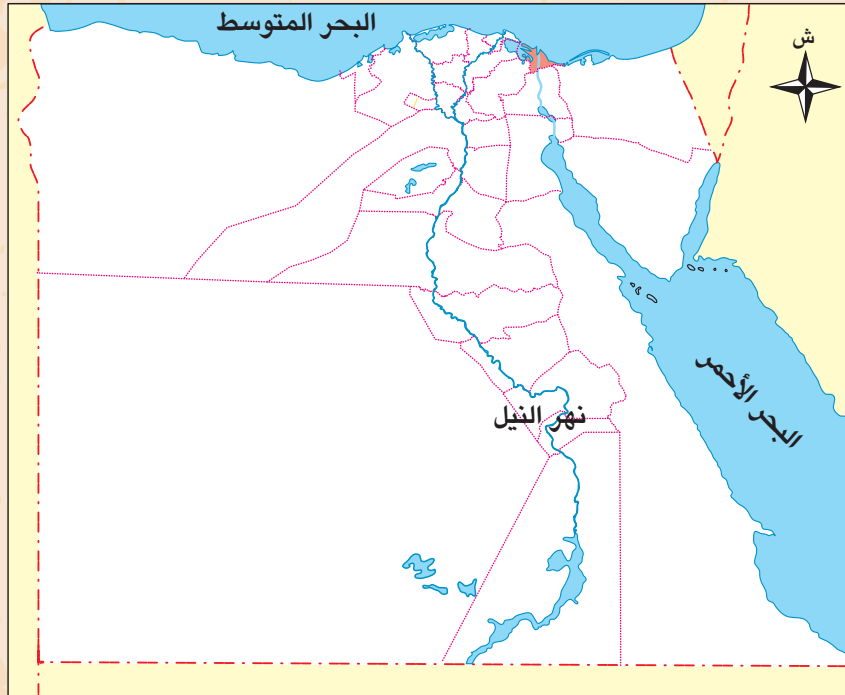 البحر المتوسط
ش
البحر الأحمر
نهر النيل